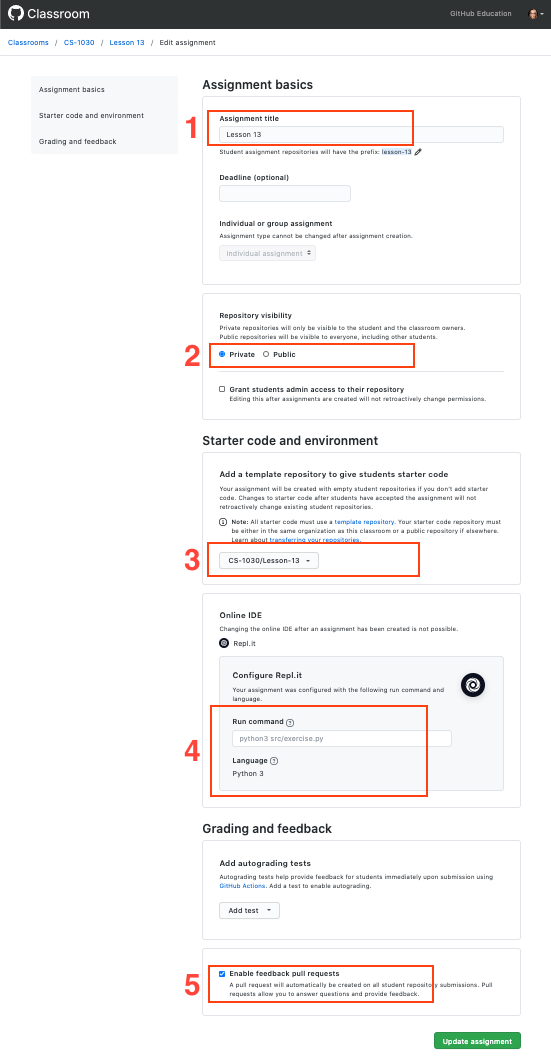 Classroom
GitHub Education
Classrooms / CS-1030 / Lesson 13 / Edit assignment
Assignment basics
Starter code and environment
Grading and feedback
Assignment basics
1
Assignment title
Lesson 13
Student assignment repositories will have the prefix: lesson-13
Deadline (optional)
Individual or group assignment
Assignment type cannot be changed after assignment creation.
Individual assignment
Repository visibility
Private repositories will only be visible to the student and the classroom owners.
Public repositories will be visible to everyone, including other students.
2
Private Public
Grant students admin access to their repository
Editing this after assignments are created will not retroactively change permissions.
Starter code and environment
Add a template repository to give students starter code
Your assignment will be created with empty student repositories if you don't add starter
code. Changes to starter code after students have accepted the assignment will not
retroactively change existing student repositories.
Note: All starter code must use a template repository. Your starter code repository must
be either in the same organization as this classroom or a public repository if elsewhere.
Learn about transferring your repositories.
3
CS-1030/Lesson-13
Online IDE
Changing the online IDE after an assignment has been created is not possible.
Repl.it
Configure Repl.it
Your assignment was configured with the following run command and
language.
4
Run command
python3 src/exercise.py
Language
Python 3
Grading and feedback
Add autograding tests
Autograding tests help provide feedback for students immediately upon submission using
GitHub Actions. Add a test to enable autograding.
Add test
5
Enable feedback pull requests
A pull request will automatically be created on all student repository submissions. Pull
requests allow you to answer questions and provide feedback.
Update assignment